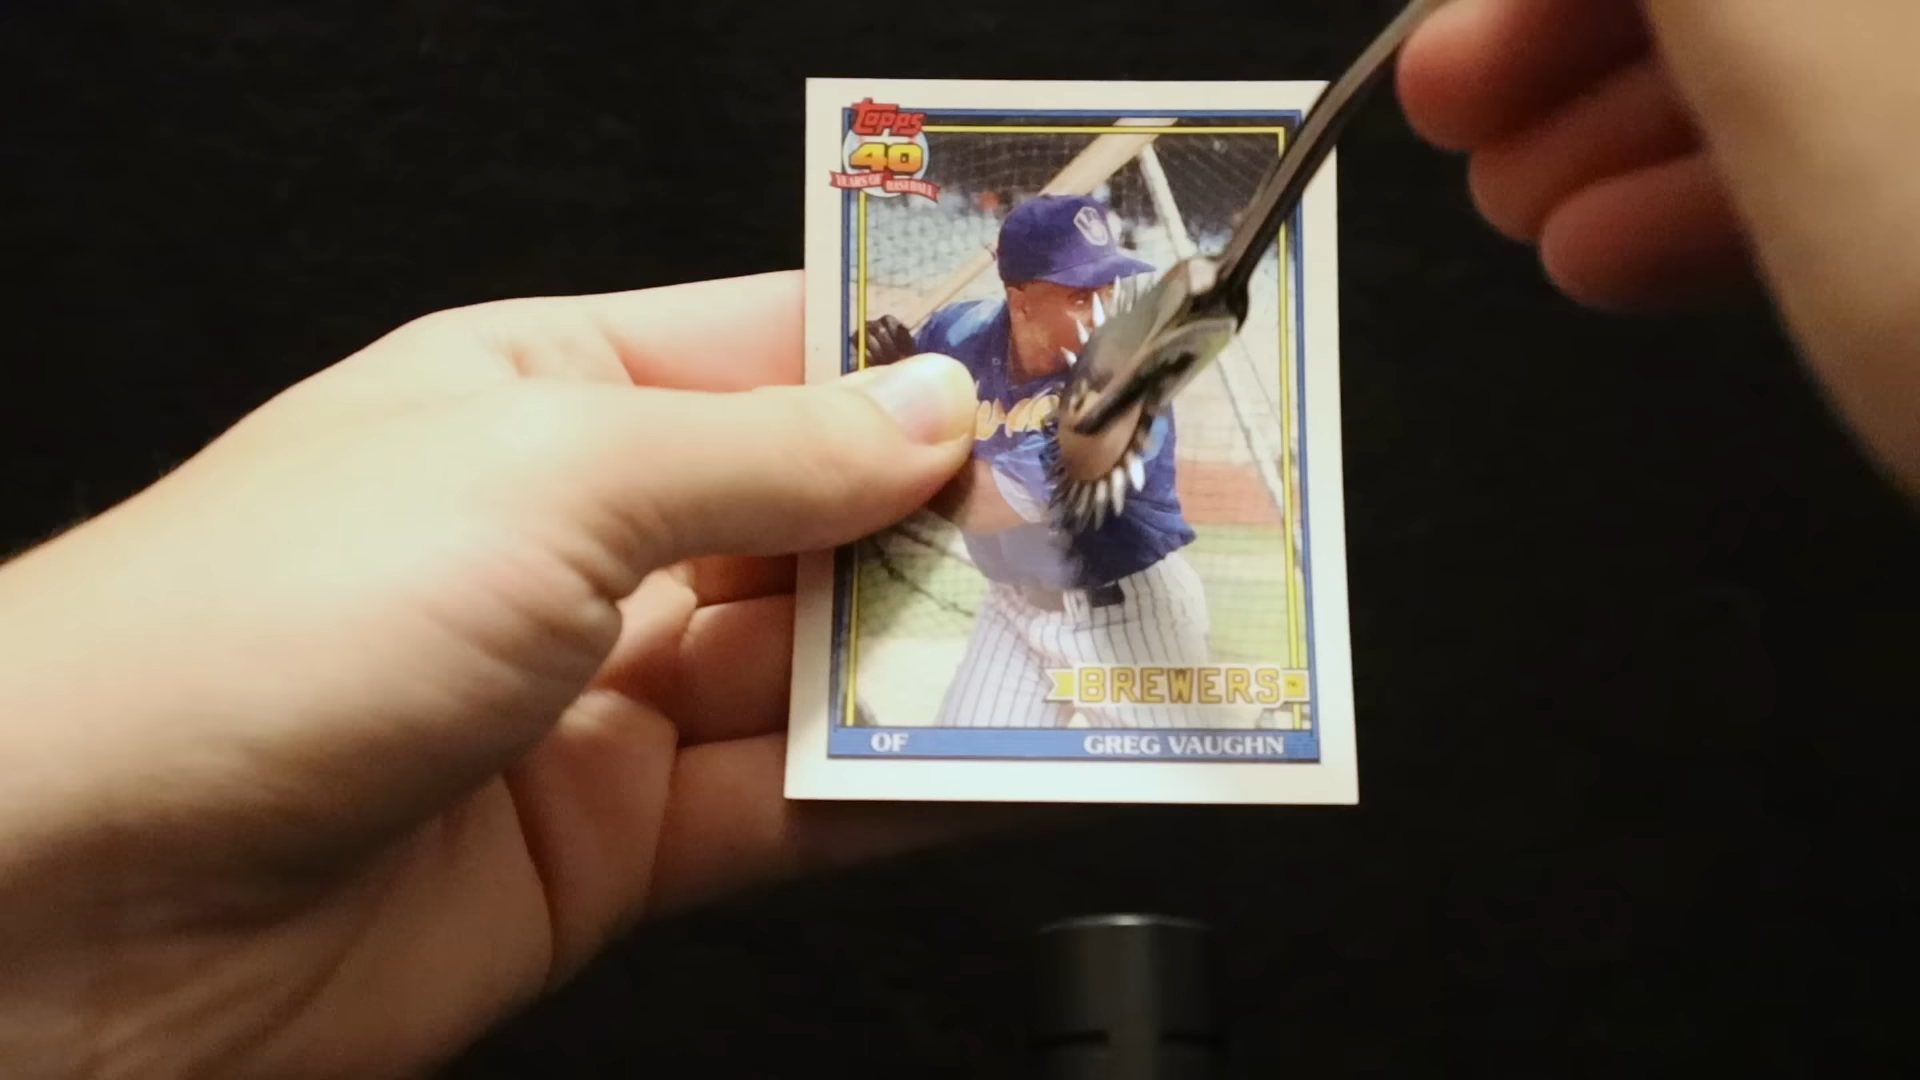 Topps
40
YEARS OF BASEBALL
BREWERS
OF GREG VAUGHN